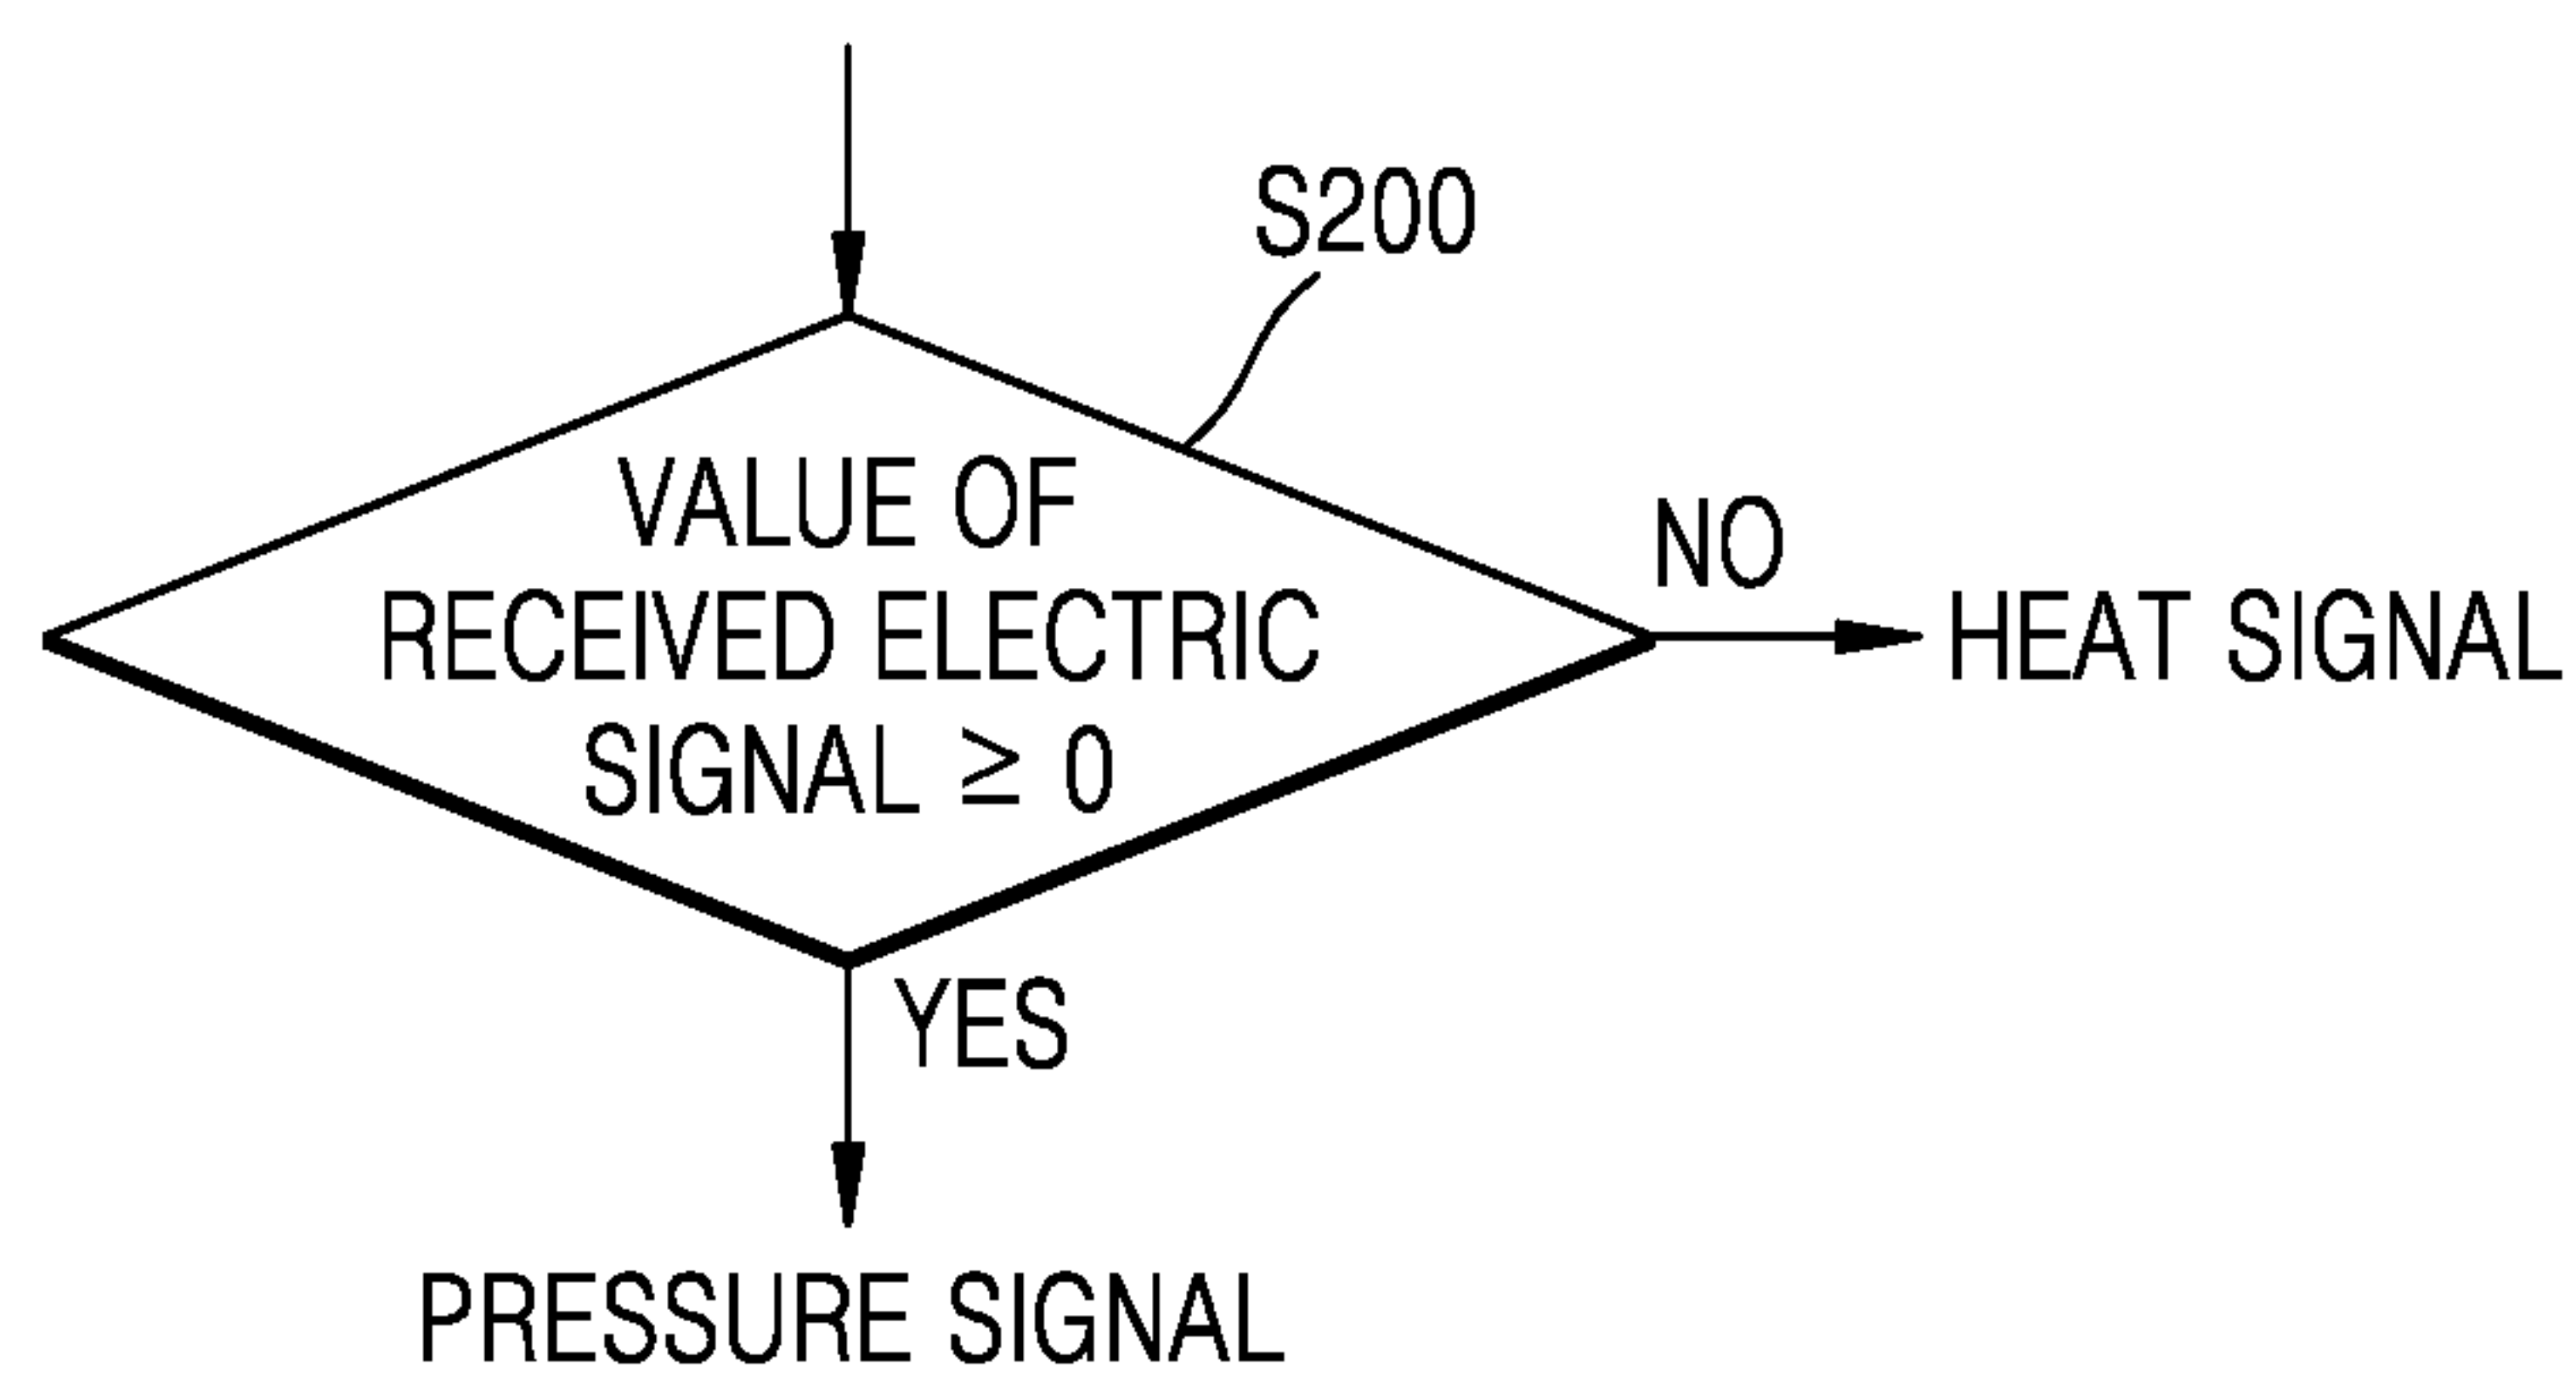 S200
VALUE OF
RECEIVED ELECTRIC
SIGNAL ≥ 0
NO
HEAT SIGNAL
YES
PRESSURE SIGNAL